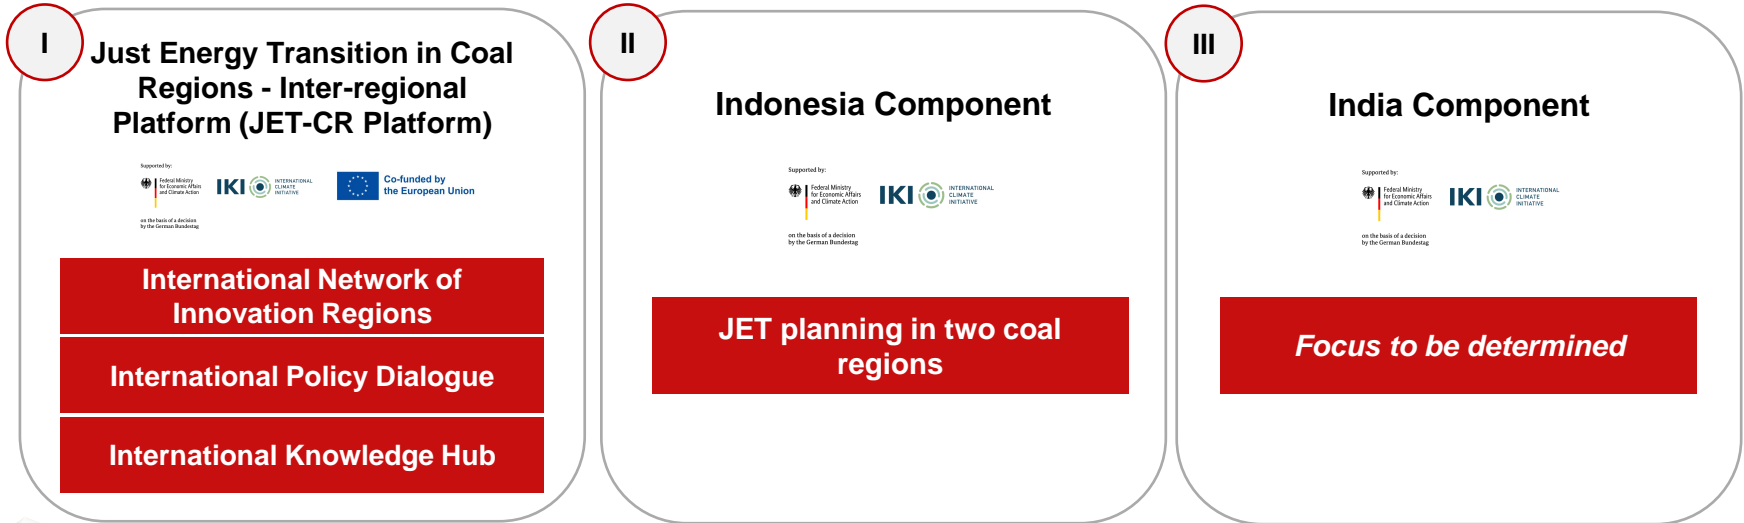 I
Just Energy Transition in Coal
Regions - Inter-regional
Platform (JET-CR Platform)
Supported by:
Federal Ministry
for Economic Affairs
and Climate Action
IKI
INTERNATIONAL
CLIMATE
INITIATIVE
Co-funded by
the European Union
on the basis of a decision
by the German Bundestag
International Network of
Innovation Regions
International Policy Dialogue
International Knowledge Hub
II
Indonesia Component
Supported by:
Federal Ministry
for Economic Affairs
and Climate Action
IKI
INTERNATIONAL
CLIMATE
INITIATIVE
on the basis of a decision
by the German Bundestag
JET planning in two coal
regions
III
India Component
Supported by:
Federal Ministry
for Economic Affairs
and Climate Action
IKI
INTERNATIONAL
CLIMATE
INITIATIVE
on the basis of a decision
by the German Bundestag
Focus to be determined